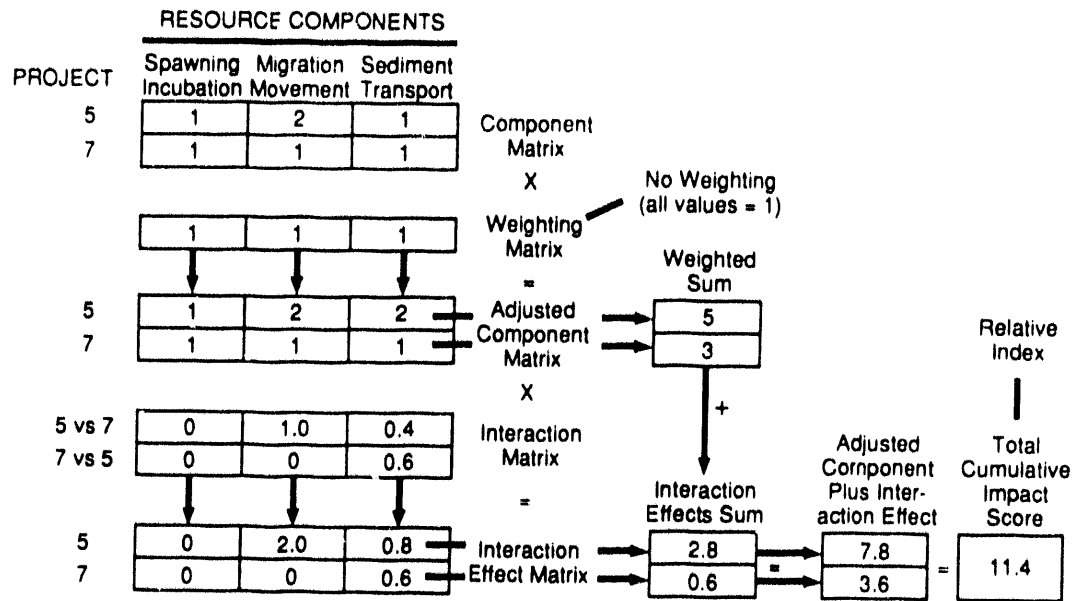 RESOURCE COMPONENTS
PROJECT
Spawning Migration Sediment
Incubation Movement Transport
5 1 2 1
7 1 1 1
Component
Matrix
X
No Weighting
(all values = 1)
1 1 1
Weighting
Matrix
=
Weighted
Sum
5 1 2 2
7 1 1 1
Adjusted
Component
Matrix
5
3
X
+
5 vs 7 0 1.0 0.4
7 vs 5 0 0 0.6
Interaction
Matrix
=
5 0 2.0 0.8
7 0 0 0.6
Interaction
Effect Matrix
Interaction
Effects Sum
2.8
0.6
=
Adjusted
Component
Plus Inter-
action Effect
7.8
3.6
=
Relative
Index
Total
Cumulative
Impact
Score
11.4